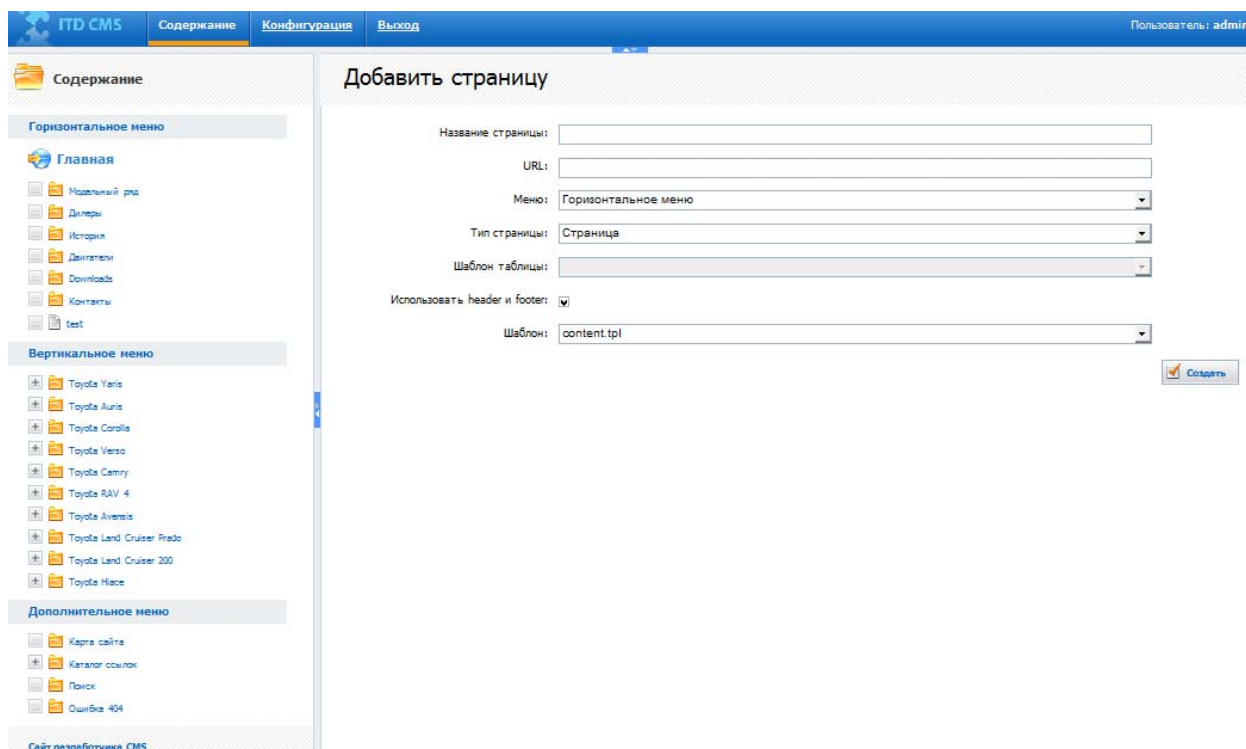 ITD CMS
Содержание
Конфигурация
Выход
Пользователь: admin
Содержание
Горизонтальное меню
Главная
Модельный ряд
Дилеры
История
Двигатели
Downloads
Контакты
test
Вертикальное меню
Toyota Yaris
Toyota Auris
Toyota Corolla
Toyota Verso
Toyota Camry
Toyota RAV 4
Toyota Avensis
Toyota Land Cruiser Prado
Toyota Land Cruiser 200
Toyota Hiace
Дополнительное меню
Карта сайта
Каталог ссылок
Поиск
Ошибка 404
Сайт разработчика CMS
Добавить страницу
Название страницы:
URL:
Меню: Горизонтальное меню
Тип страницы: Страница
Шаблон таблицы:
Использовать header и footer:
Шаблон: content.tpl
Создать